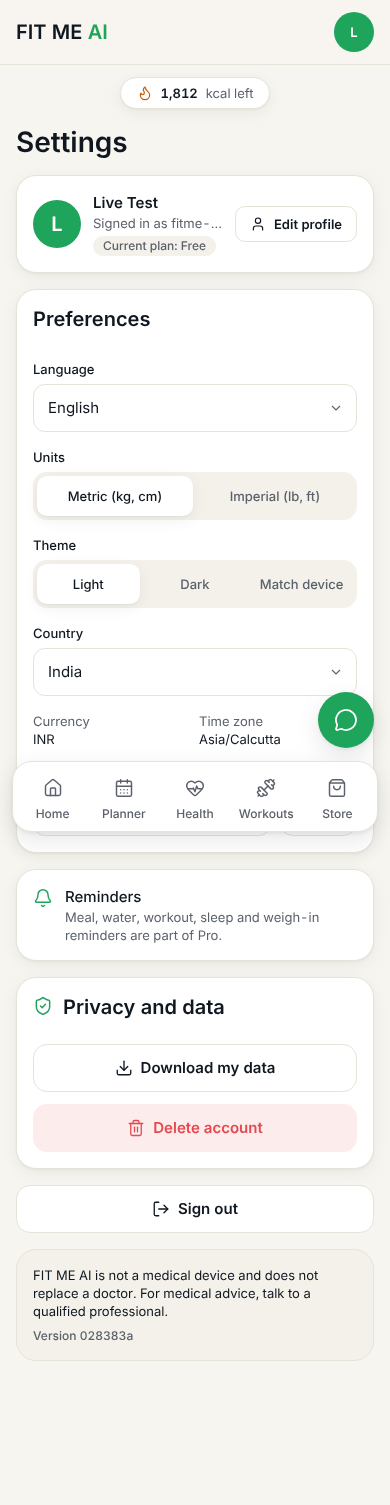 FIT ME AI
L
1,812 kcal left
Settings
L
Live Test
Signed in as fitme-...
Current plan: Free
Edit profile
Preferences
Language
English
Units
Metric (kg, cm)
Imperial (lb, ft)
Theme
Light
Dark
Match device
Country
India
Currency
INR
Time zone
Asia/Calcutta
Home
Planner
Health
Workouts
Store
Reminders
Meal, water, workout, sleep and weigh-in
reminders are part of Pro.
Privacy and data
Download my data
Delete account
Sign out
FIT ME AI is not a medical device and does not
replace a doctor. For medical advice, talk to a
qualified professional.
Version 028383a